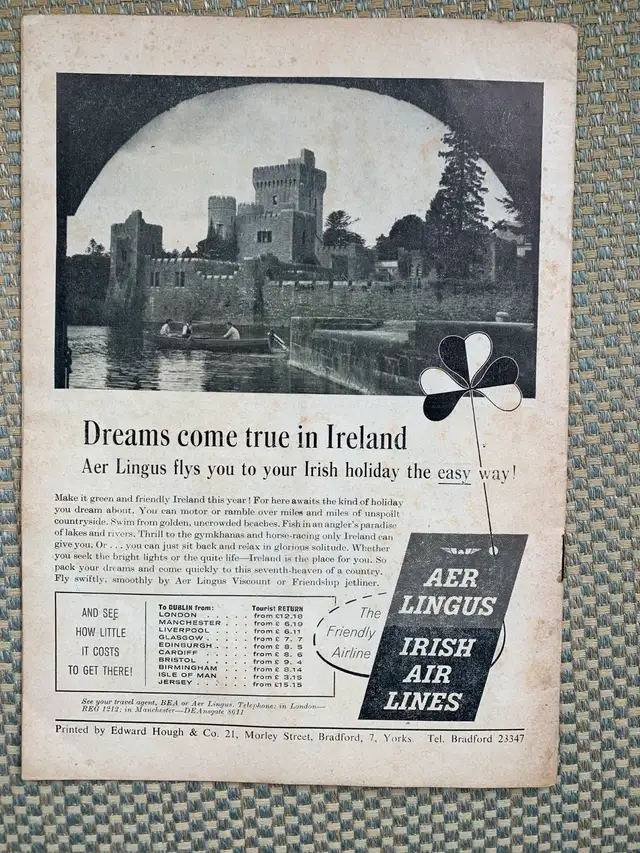 Dreams come true in Ireland
Aer Lingus flys you to your Irish holiday the easy way!
Make it green and friendly Ireland this year! For here awaits the kind of holiday
you dream about. You can motor or ramble over miles and miles of unspoilt
countryside. Swim from golden, uncrowded beaches. Fish in an angler's paradise
of lakes and rivers. Thrill to the gymkhanas and horse-racing only Ireland can
give you. Or . . . you can just sit back and relax in glorious solitude. Whether
you seek the bright lights or the quite life—Ireland is the place for you. So
pack your dreams and come quickly to this seventh-heaven of a country.
Fly swiftly, smoothly by Aer Lingus Viscount or Friendship jetliner.
AND SEE
HOW LITTLE
IT COSTS
TO GET THERE!
To DUBLIN from: Tourist RETURN
LONDON . . . . . from £12.18
MANCHESTER . . . . from £ 6.19
LIVERPOOL . . . . from £ 6.11
GLASGOW . . . . . from £ 7. 7
EDINBURGH . . . . from £ 8. 5
CARDIFF . . . . . from £ 8. 6
BRISTOL . . . . . from £ 9. 4
BIRMINGHAM . . . . from £ 8.14
ISLE OF MAN . . . . from £ 3.15
JERSEY . . . . . from £15.15
The
Friendly
Airline
AER
LINGUS
IRISH
AIR
LINES
See your travel agent, BEA or Aer Lingus. Telephone: in London—
REG 1212: in Manchester—DEAnsgate 8611
Printed by Edward Hough & Co. 21, Morley Street, Bradford, 7, Yorks. Tel. Bradford 23347